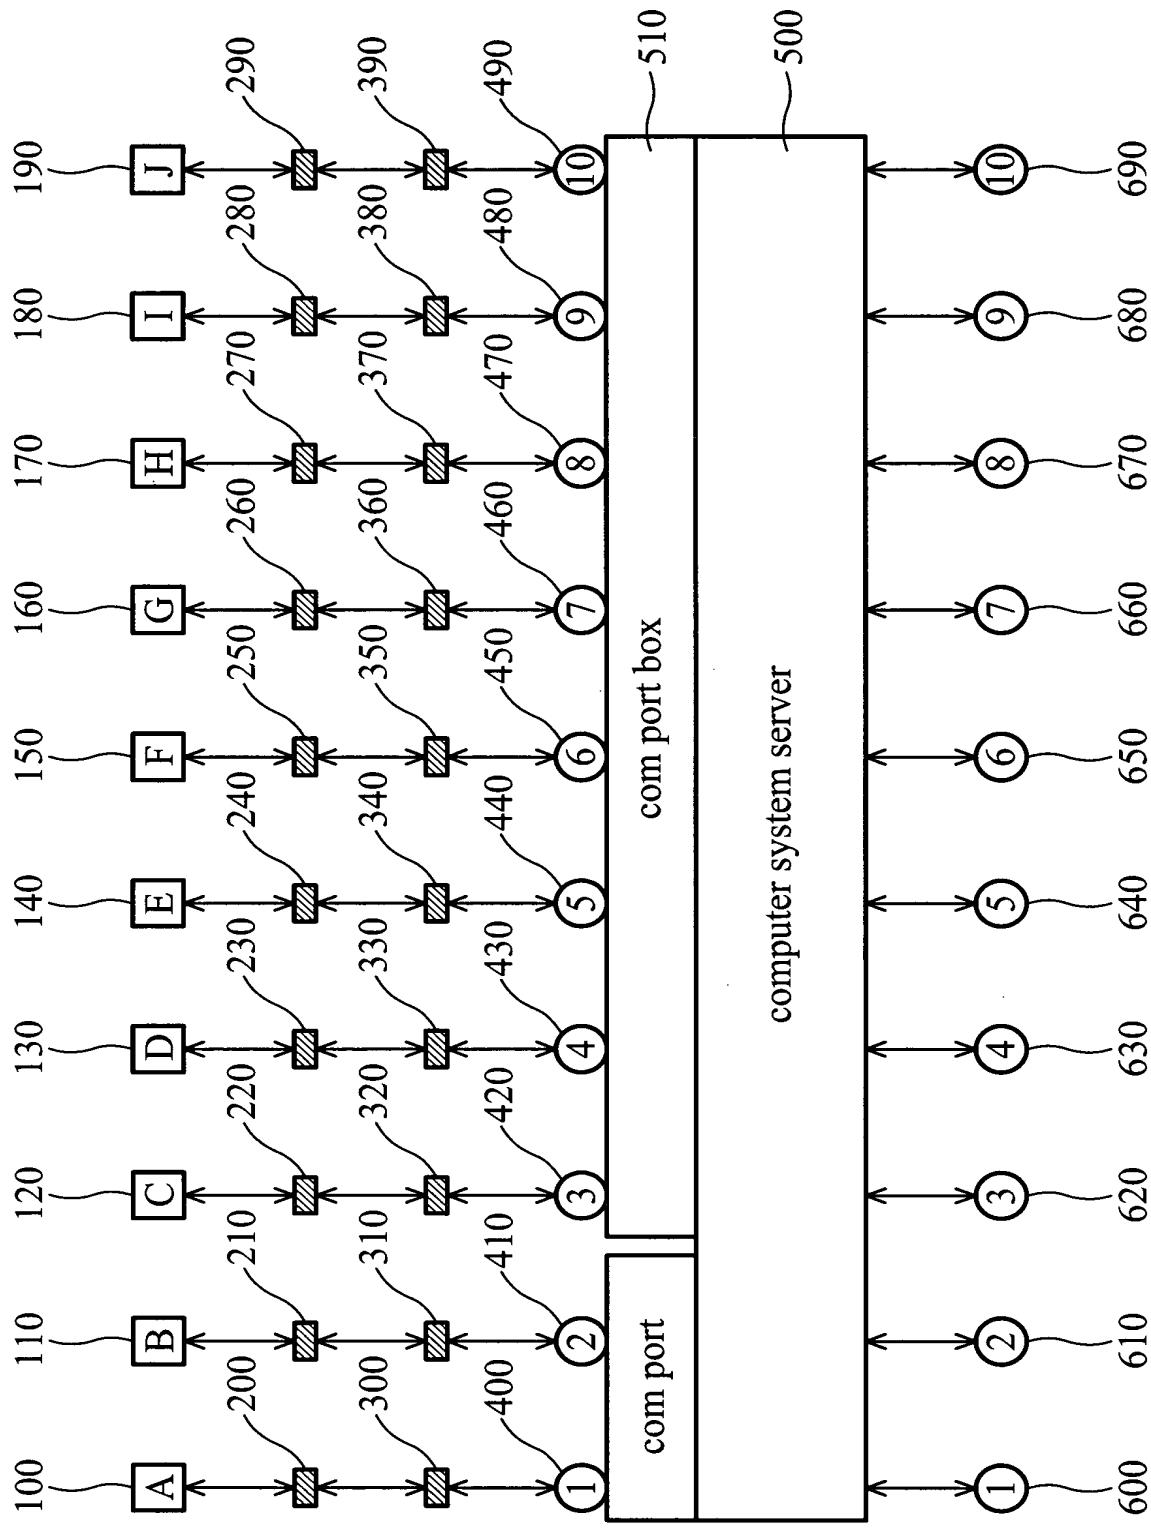 100 110 120 130 140 150 160 170 180 190
A B C D E F G H I J
200 210 220 230 240 250 260 270 280 290
300 310 320 330 340 350 360 370 380 390
400 410 420 430 440 450 460 470 480 490
1 2 3 4 5 6 7 8 9 10
com port com port box 510
computer system server 500
1 2 3 4 5 6 7 8 9 10
600 610 620 630 640 650 660 670 680 690